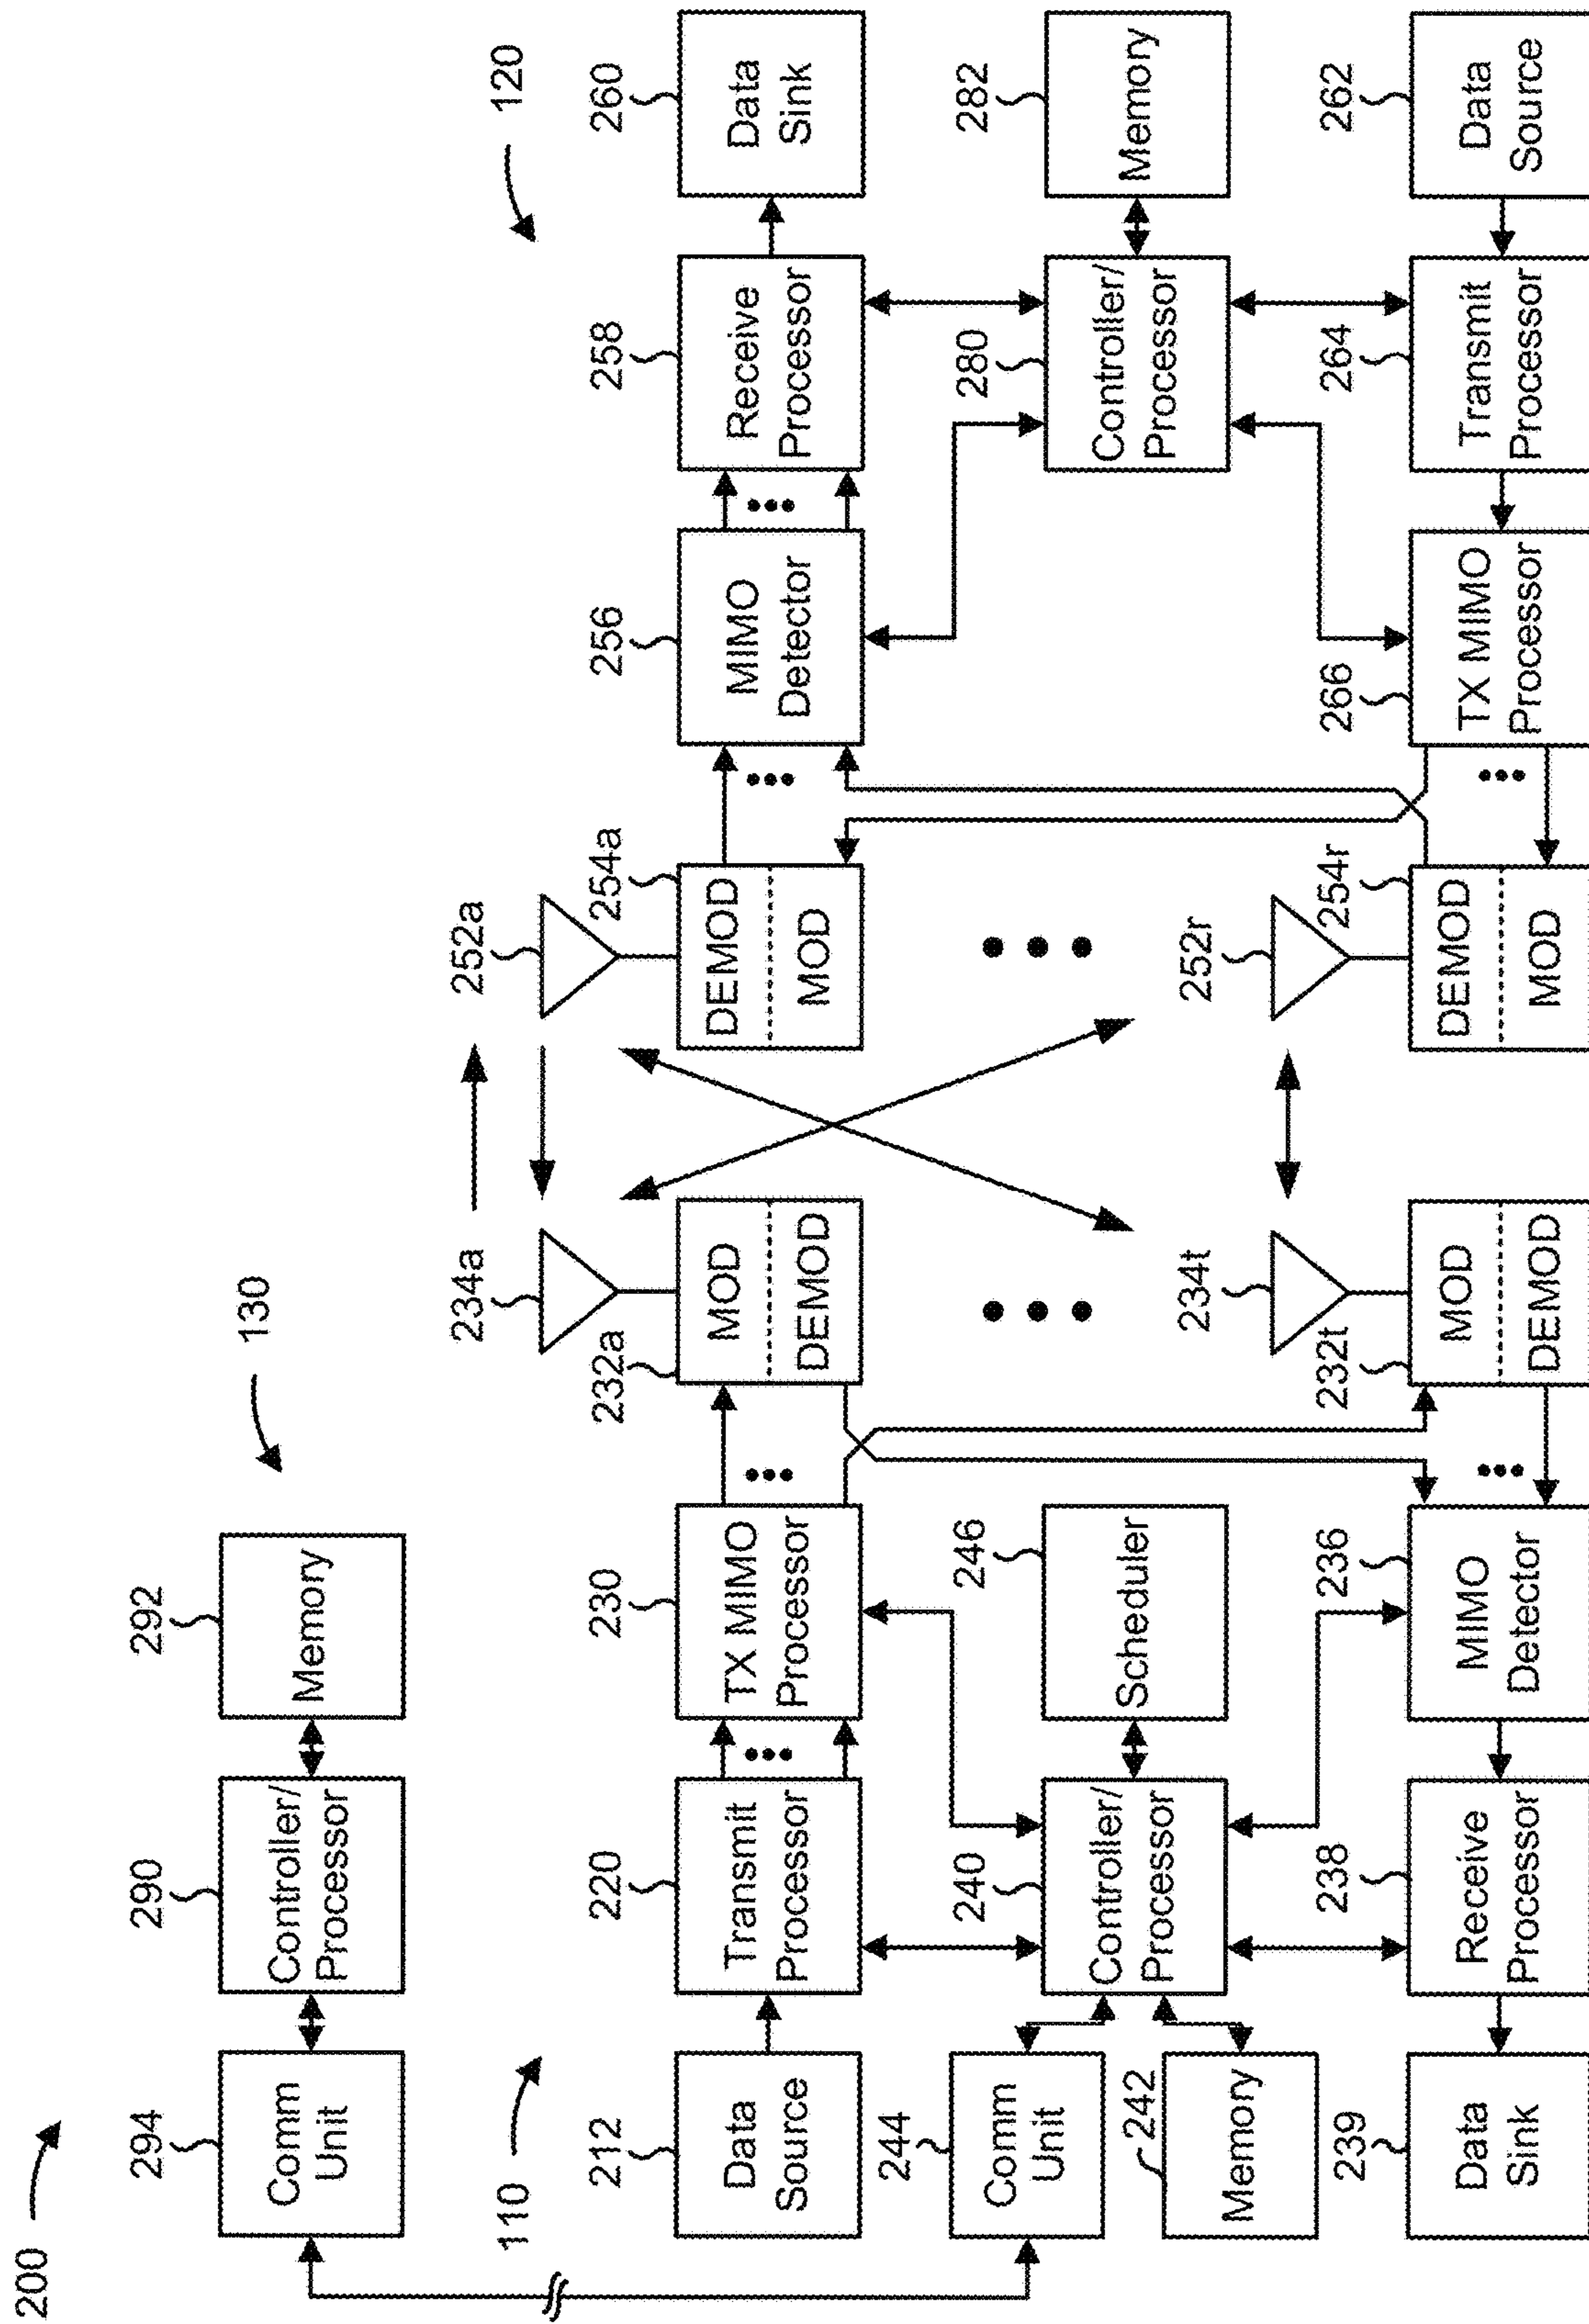 200
130
294
290
292
Comm
Unit
Controller/
Processor
Memory
110
120
234a
252a
212
220
230
232a
254a
256
258
260
Data
Source
Transmit
Processor
TX MIMO
Processor
MOD
DEMOD
DEMOD
MOD
MIMO
Detector
Receive
Processor
Data
Sink
244
240
246
280
282
Comm
Unit
Controller/
Processor
Scheduler
Controller/
Processor
Memory
242
Memory
234t
252r
239
238
236
232t
254r
266
264
262
Data
Sink
Receive
Processor
MIMO
Detector
MOD
DEMOD
DEMOD
MOD
TX MIMO
Processor
Transmit
Processor
Data
Source